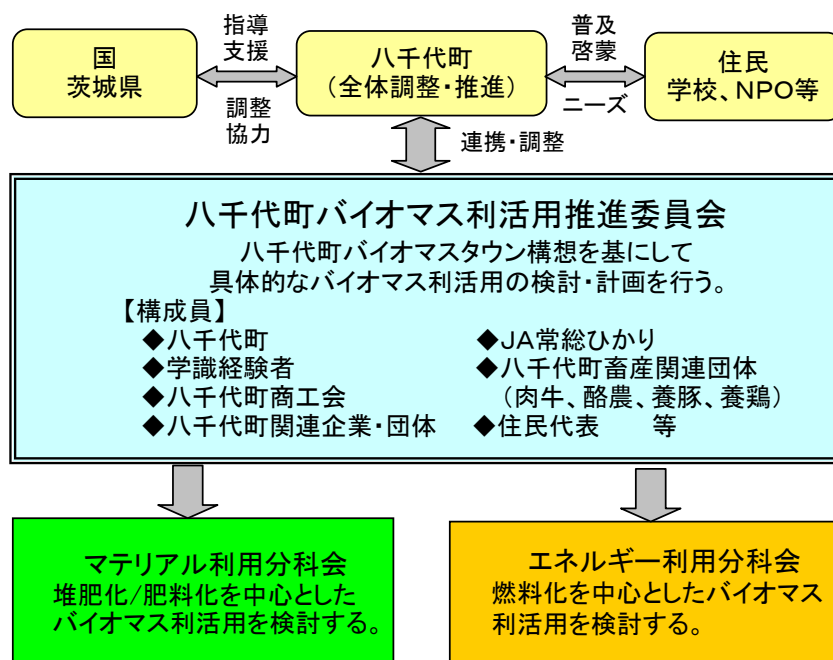 国
茨城県
指導
支援
調整
協力
八千代町
（全体調整・推進）
普及
啓蒙
ニーズ
住民
学校、NPO等
連携・調整
八千代町バイオマス利活用推進委員会
八千代町バイオマスタウン構想を基にして
具体的なバイオマス利活用の検討・計画を行う。
【構成員】
◆八千代町
◆学識経験者
◆八千代町商工会
◆八千代町関連企業・団体
◆JA常総ひかり
◆八千代町畜産関連団体
（肉牛、酪農、養豚、養鶏）
◆住民代表　等
マテリアル利用分科会
堆肥化/肥料化を中心とした
バイオマス利活用を検討する。
エネルギー利用分科会
燃料化を中心としたバイオマス
利活用を検討する。